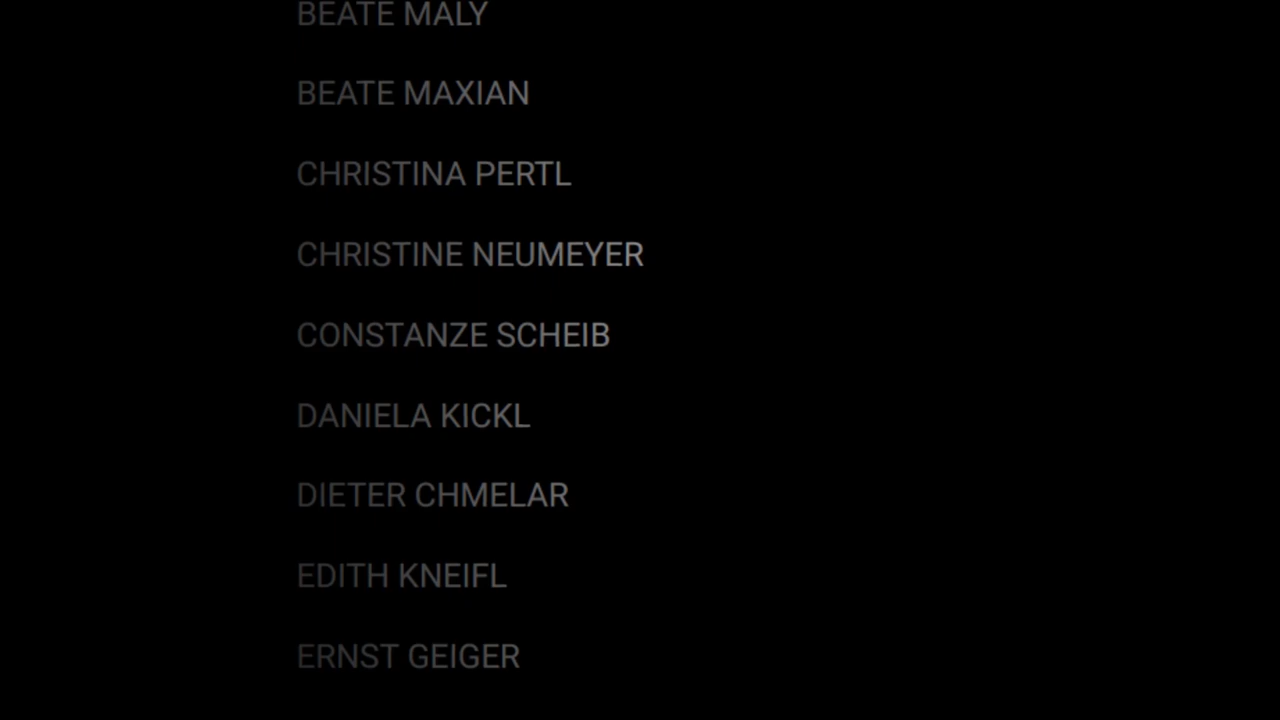 BEATE MALY
BEATE MAXIAN
CHRISTINA PERTL
CHRISTINE NEUMEYER
CONSTANZE SCHEIB
DANIELA KICKL
DIETER CHMELAR
EDITH KNEIFL
ERNST GEIGER